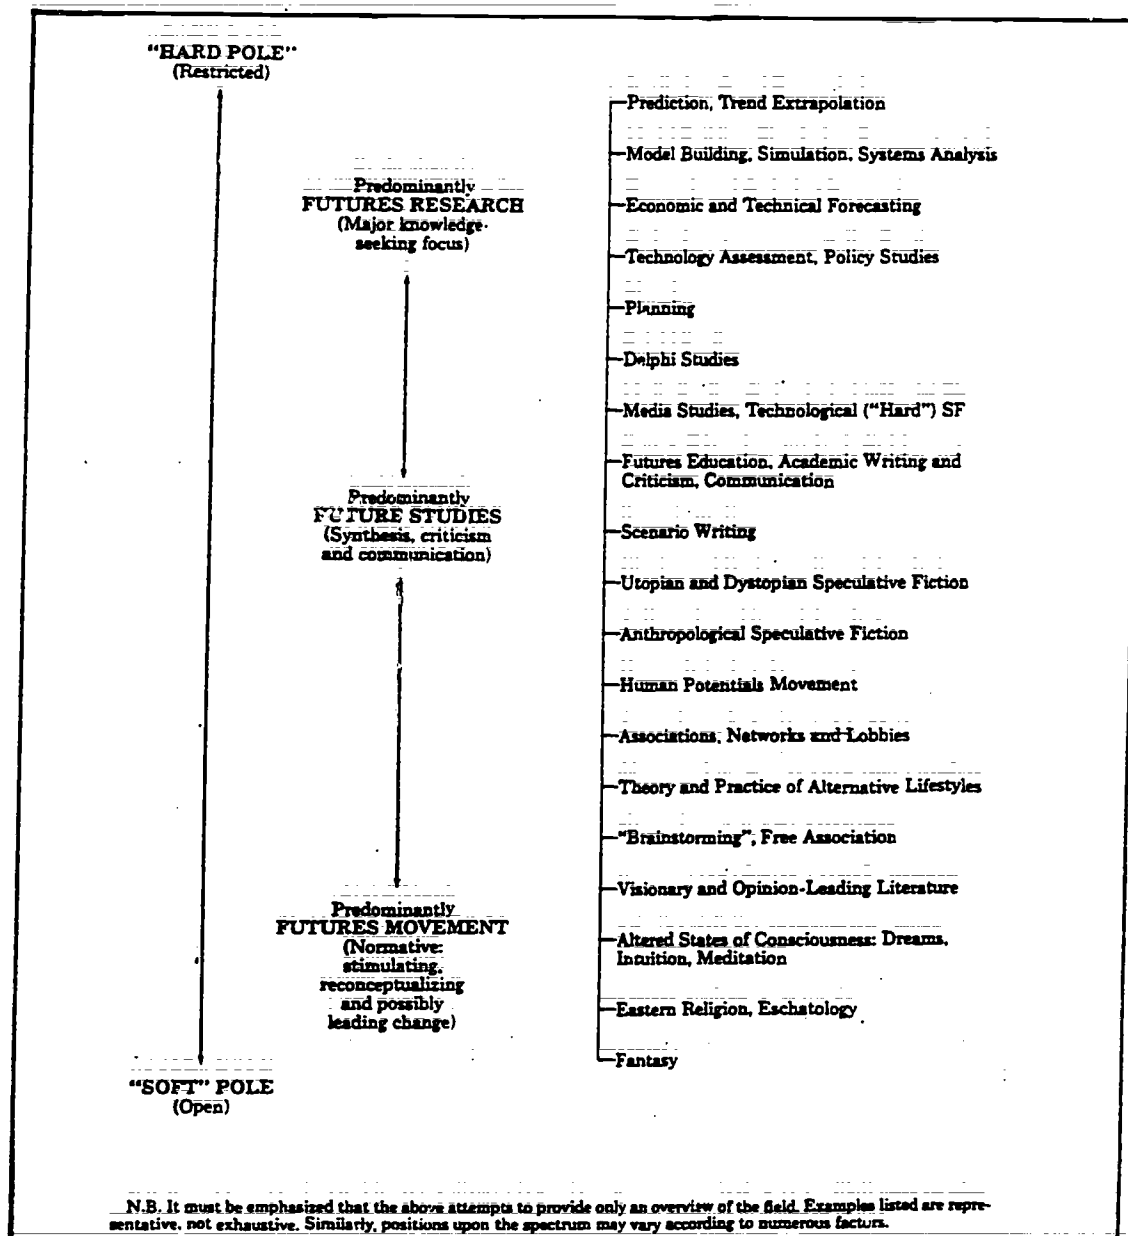 "HARD POLE"
(Restricted)
Predominantly
FUTURES RESEARCH
(Major knowledge-
seeking focus)
Predominantly
FUTURE STUDIES
(Synthesis, criticism
and communication)
Predominantly
FUTURES MOVEMENT
(Normative:
stimulating,
reconceptualizing
and possibly
leading change)
"SOFT" POLE
(Open)
Prediction, Trend Extrapolation
Model Building, Simulation, Systems Analysis
Economic and Technical Forecasting
Technology Assessment, Policy Studies
Planning
Delphi Studies
Media Studies, Technological ("Hard") SF
Futures Education, Academic Writing and
Criticism, Communication
Scenario Writing
Utopian and Dystopian Speculative Fiction
Anthropological Speculative Fiction
Human Potentials Movement
Associations, Networks and Lobbies
Theory and Practice of Alternative Lifestyles
"Brainstorming", Free Association
Visionary and Opinion-Leading Literature
Altered States of Consciousness: Dreams,
Intuition, Meditation
Eastern Religion, Eschatology
Fantasy
N.B. It must be emphasized that the above attempts to provide only an overview of the field. Examples listed are repre-
sentative, not exhaustive. Similarly, positions upon the spectrum may vary according to numerous factors.